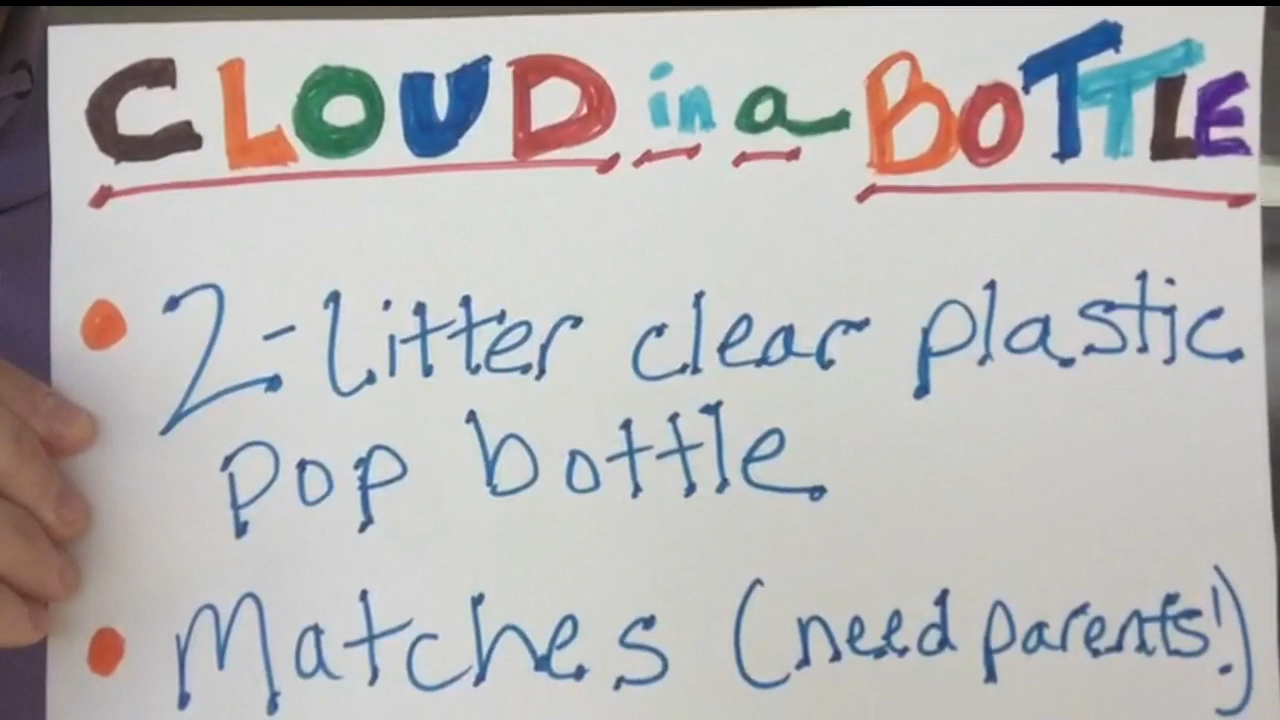 CLOUD in a BOTTLE
• 2-Litter clear plastic
pop bottle
• Matches (need parents!)